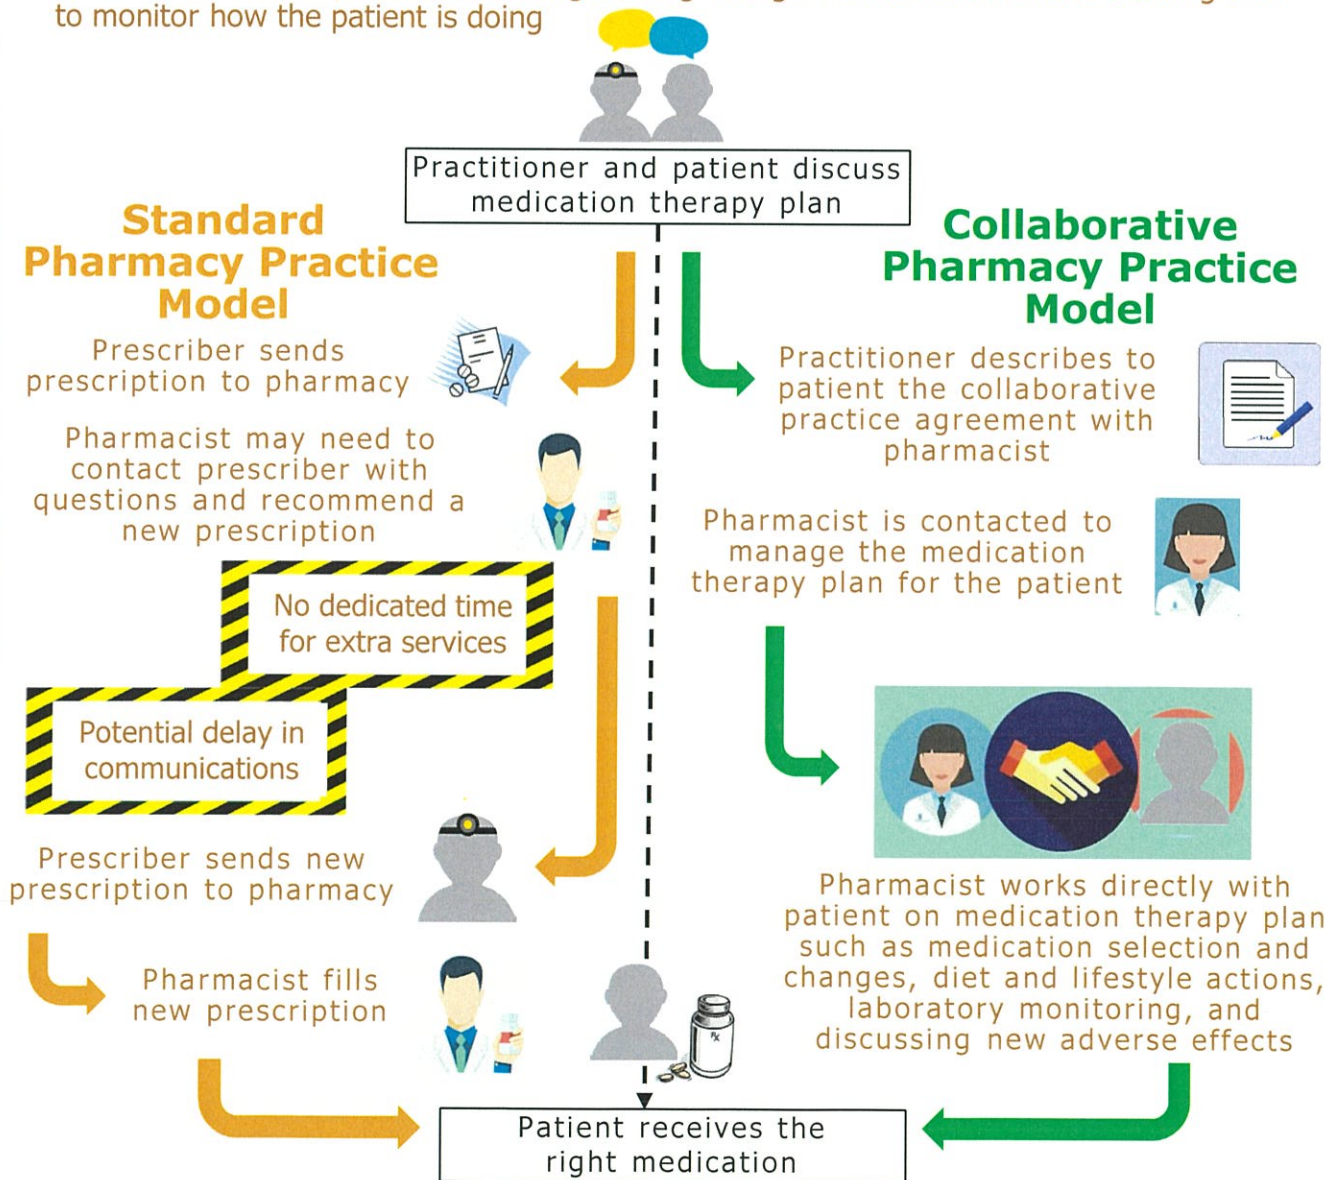 to monitor how the patient is doing
Practitioner and patient discuss
medication therapy plan
Standard
Pharmacy Practice
Model
Prescriber sends
prescription to pharmacy
Pharmacist may need to
contact prescriber with
questions and recommend a
new prescription
No dedicated time
for extra services
Potential delay in
communications
Prescriber sends new
prescription to pharmacy
Pharmacist fills
new prescription
Collaborative
Pharmacy Practice
Model
Practitioner describes to
patient the collaborative
practice agreement with
pharmacist
Pharmacist is contacted to
manage the medication
therapy plan for the patient
Pharmacist works directly with
patient on medication therapy plan
such as medication selection and
changes, diet and lifestyle actions,
laboratory monitoring, and
discussing new adverse effects
Rx
Patient receives the
right medication